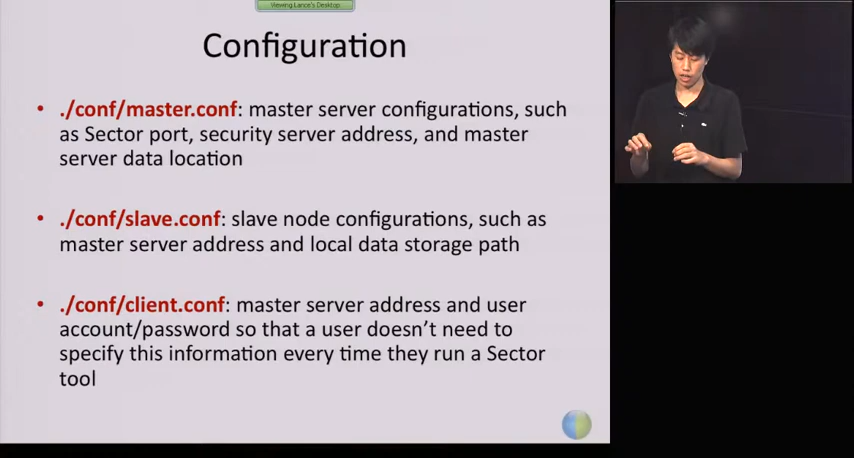 Viewing Lance's Desktop
Configuration
• ./conf/master.conf: master server configurations, such
as Sector port, security server address, and master
server data location
• ./conf/slave.conf: slave node configurations, such as
master server address and local data storage path
• ./conf/client.conf: master server address and user
account/password so that a user doesn't need to
specify this information every time they run a Sector
tool